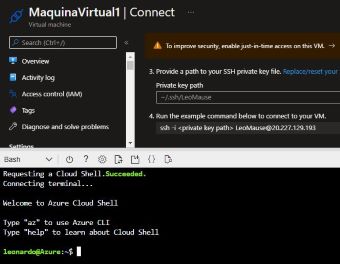 MaquinaVirtual1 | Connect
Virtual machine
Search (Ctrl+/)
To improve security, enable just-in-time access on this VM. →
Overview
Activity log
Access control (IAM)
Tags
Diagnose and solve problems
Settings
3. Provide a path to your SSH private key file. Replace/reset your
Private key path
~/.ssh/LeoMause
4. Run the example command below to connect to your VM.
ssh -i <private key path> LeoMause@20.227.129.193
Bash
Requesting a Cloud Shell.Succeeded.
Connecting terminal...
Welcome to Azure Cloud Shell
Type "az" to use Azure CLI
Type "help" to learn about Cloud Shell
leonardo@Azure:~$